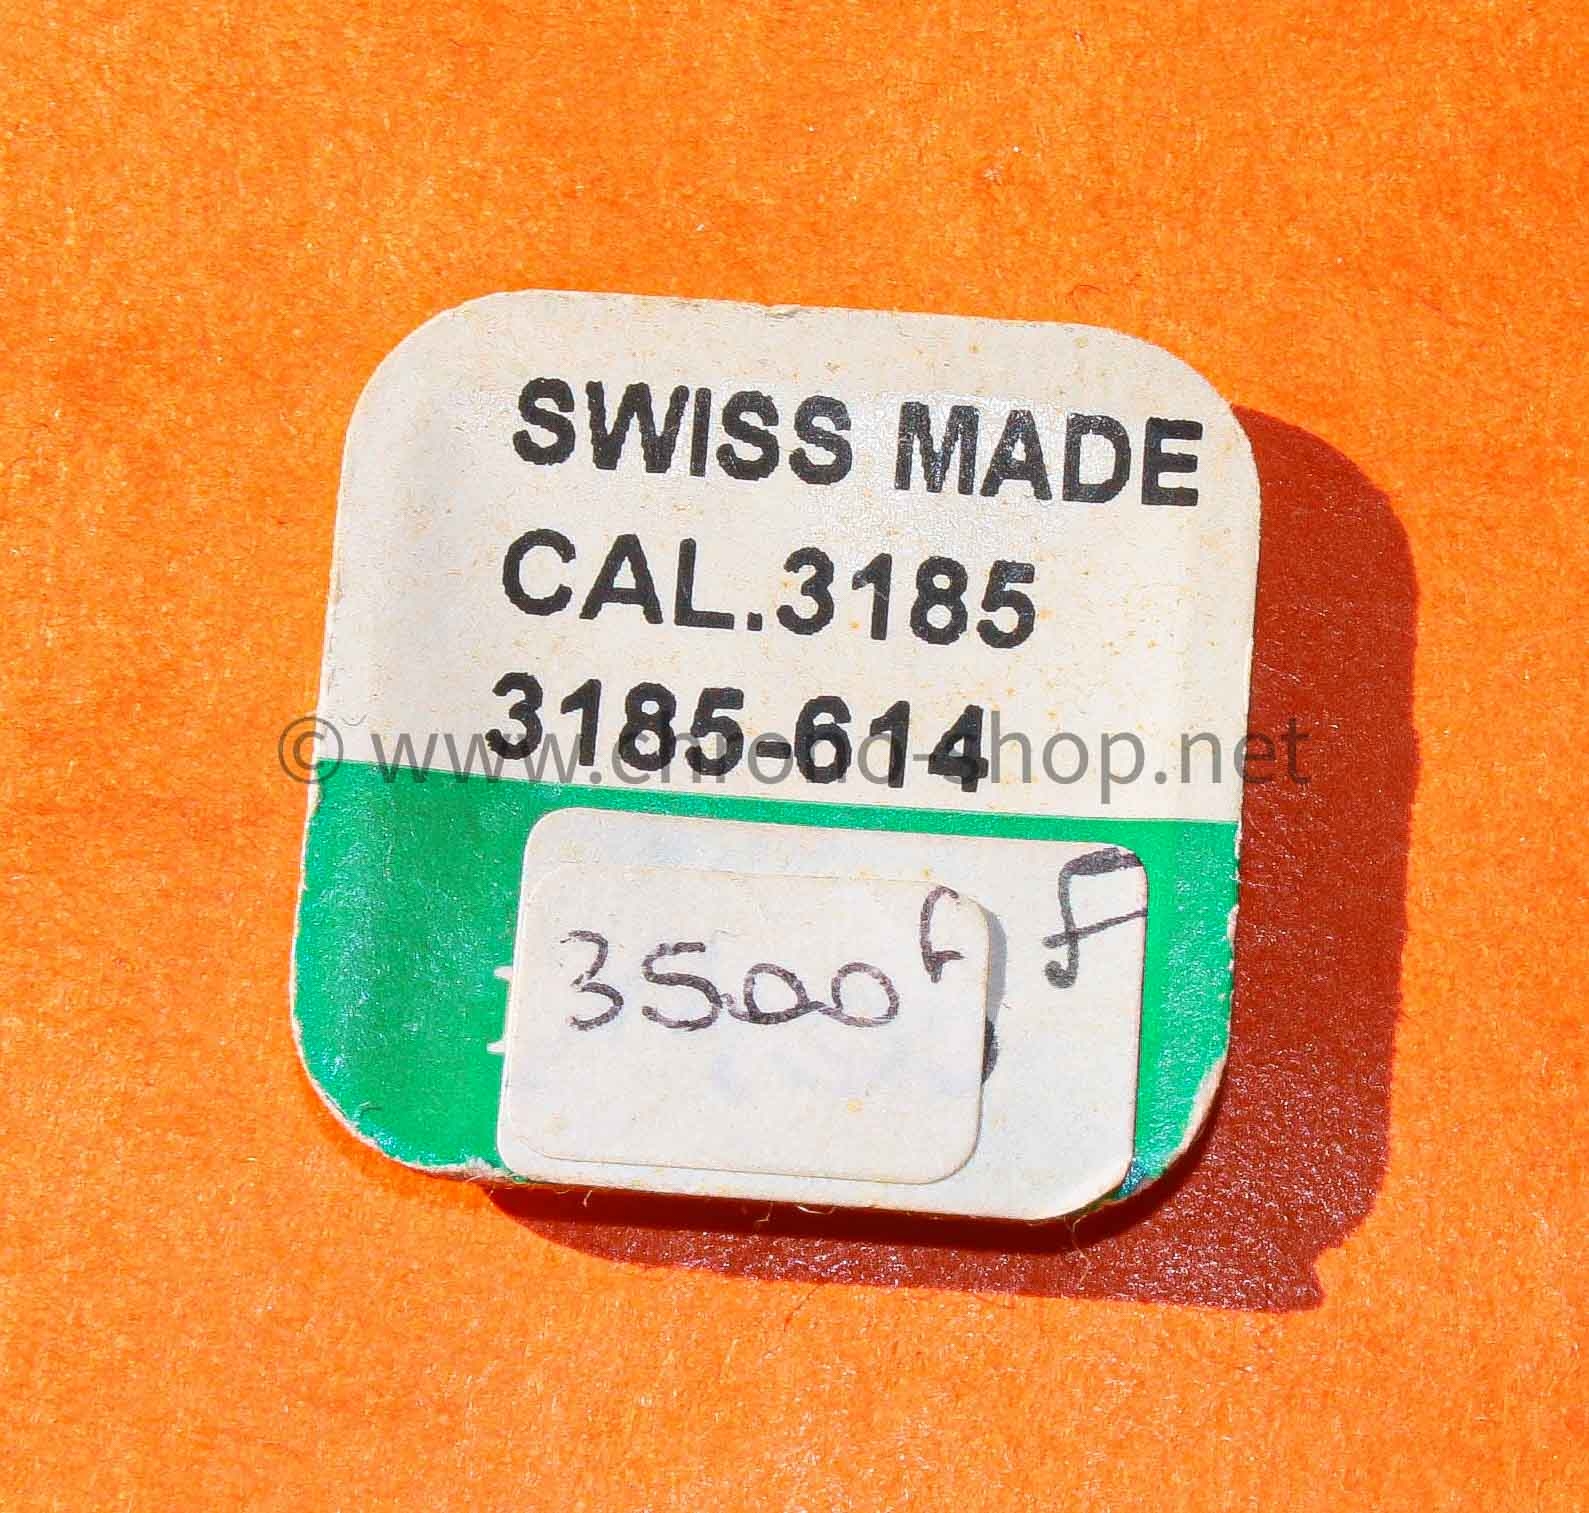 SWISS MADE
CAL.3185
3185-614
© www.chrono-shop.net
3500 F
F